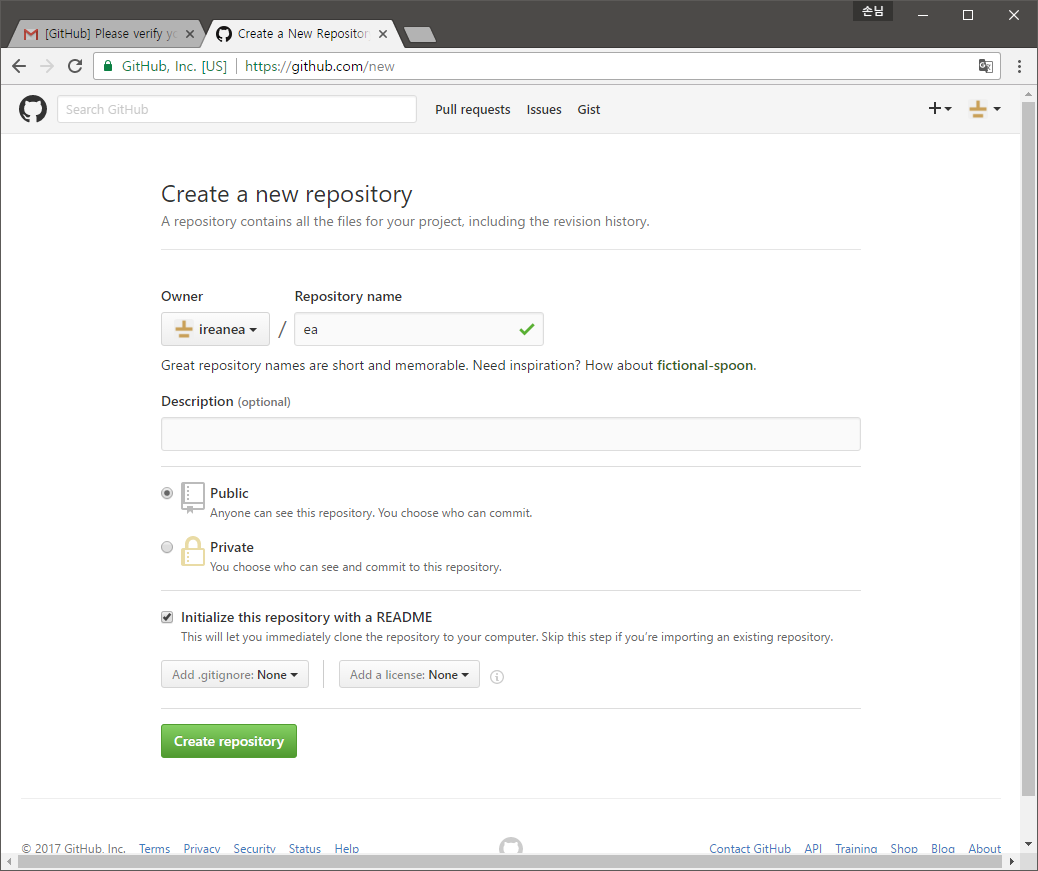 손님
[GitHub] Please verify yo
Create a New Repository
GitHub, Inc. [US] https://github.com/new
Search GitHub
Pull requests Issues Gist
Create a new repository
A repository contains all the files for your project, including the revision history.
Owner Repository name
ireanea / ea
Great repository names are short and memorable. Need inspiration? How about fictional-spoon.
Description (optional)
Public
Anyone can see this repository. You choose who can commit.
Private
You choose who can see and commit to this repository.
Initialize this repository with a README
This will let you immediately clone the repository to your computer. Skip this step if you're importing an existing repository.
Add .gitignore: None Add a license: None
Create repository
© 2017 GitHub, Inc. Terms Privacy Security Status Help Contact GitHub API Training Shop Blog About